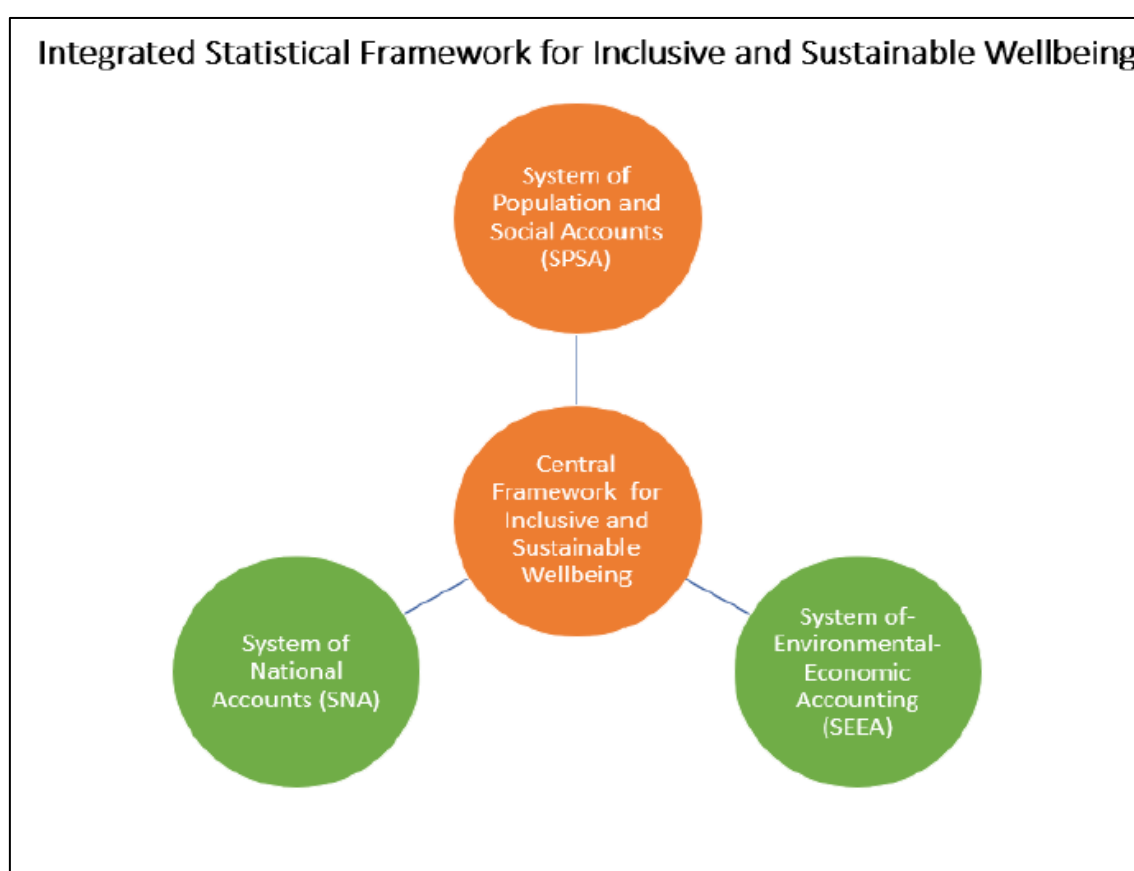 Integrated Statistical Framework for Inclusive and Sustainable Wellbeing
System of
Population and
Social Accounts
(SPSA)
Central
Framework for
Inclusive and
Sustainable
Wellbeing
System of
National
Accounts (SNA)
System of-
Environmental-
Economic
Accounting
(SEEA)